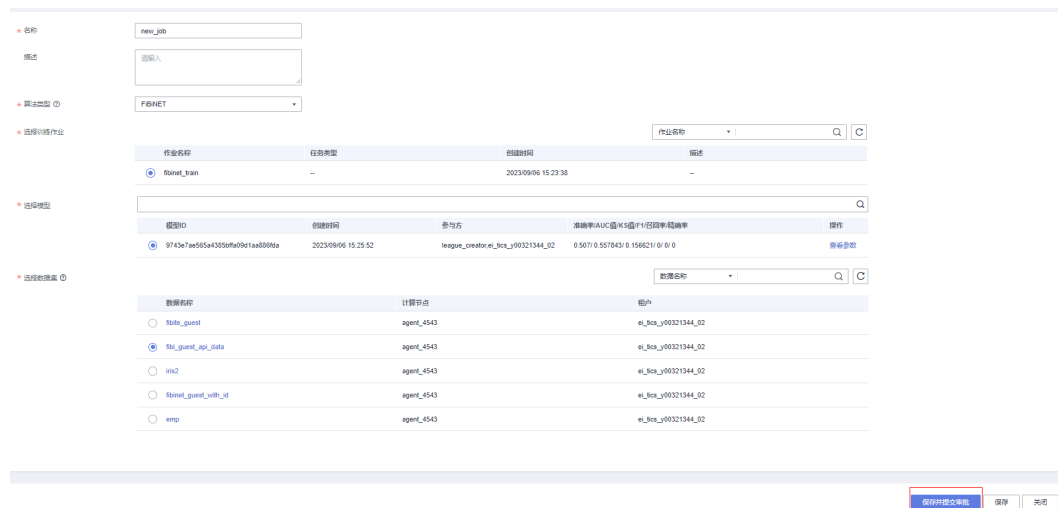 * 名称 new_job
描述 请输入
* 算法类型 FiBiNET
* 选择训练作业 作业名称
作业名称 任务类型 创建时间 描述
fibinet_train -- 2023/09/06 15:23:38 --
* 选择模型
模型ID 创建时间 参与方 准确率/AUC值/KS值/F1/召回率/精确率 操作
9743e7ae565a4385bffa09d1aa886fda 2023/09/06 15:25:52 league_creator,ei_tics_y00321344_02 0.507/ 0.557843/ 0.156621/ 0/ 0/ 0 查看参数
* 选择数据集 数据名称
数据名称 计算节点 租户
fibite_guest agent_4543 ei_tics_y00321344_02
fibi_guest_api_data agent_4543 ei_tics_y00321344_02
iris2 agent_4543 ei_tics_y00321344_02
fibinet_guest_with_id agent_4543 ei_tics_y00321344_02
emp agent_4543 ei_tics_y00321344_02
保存并提交审批 保存 关闭